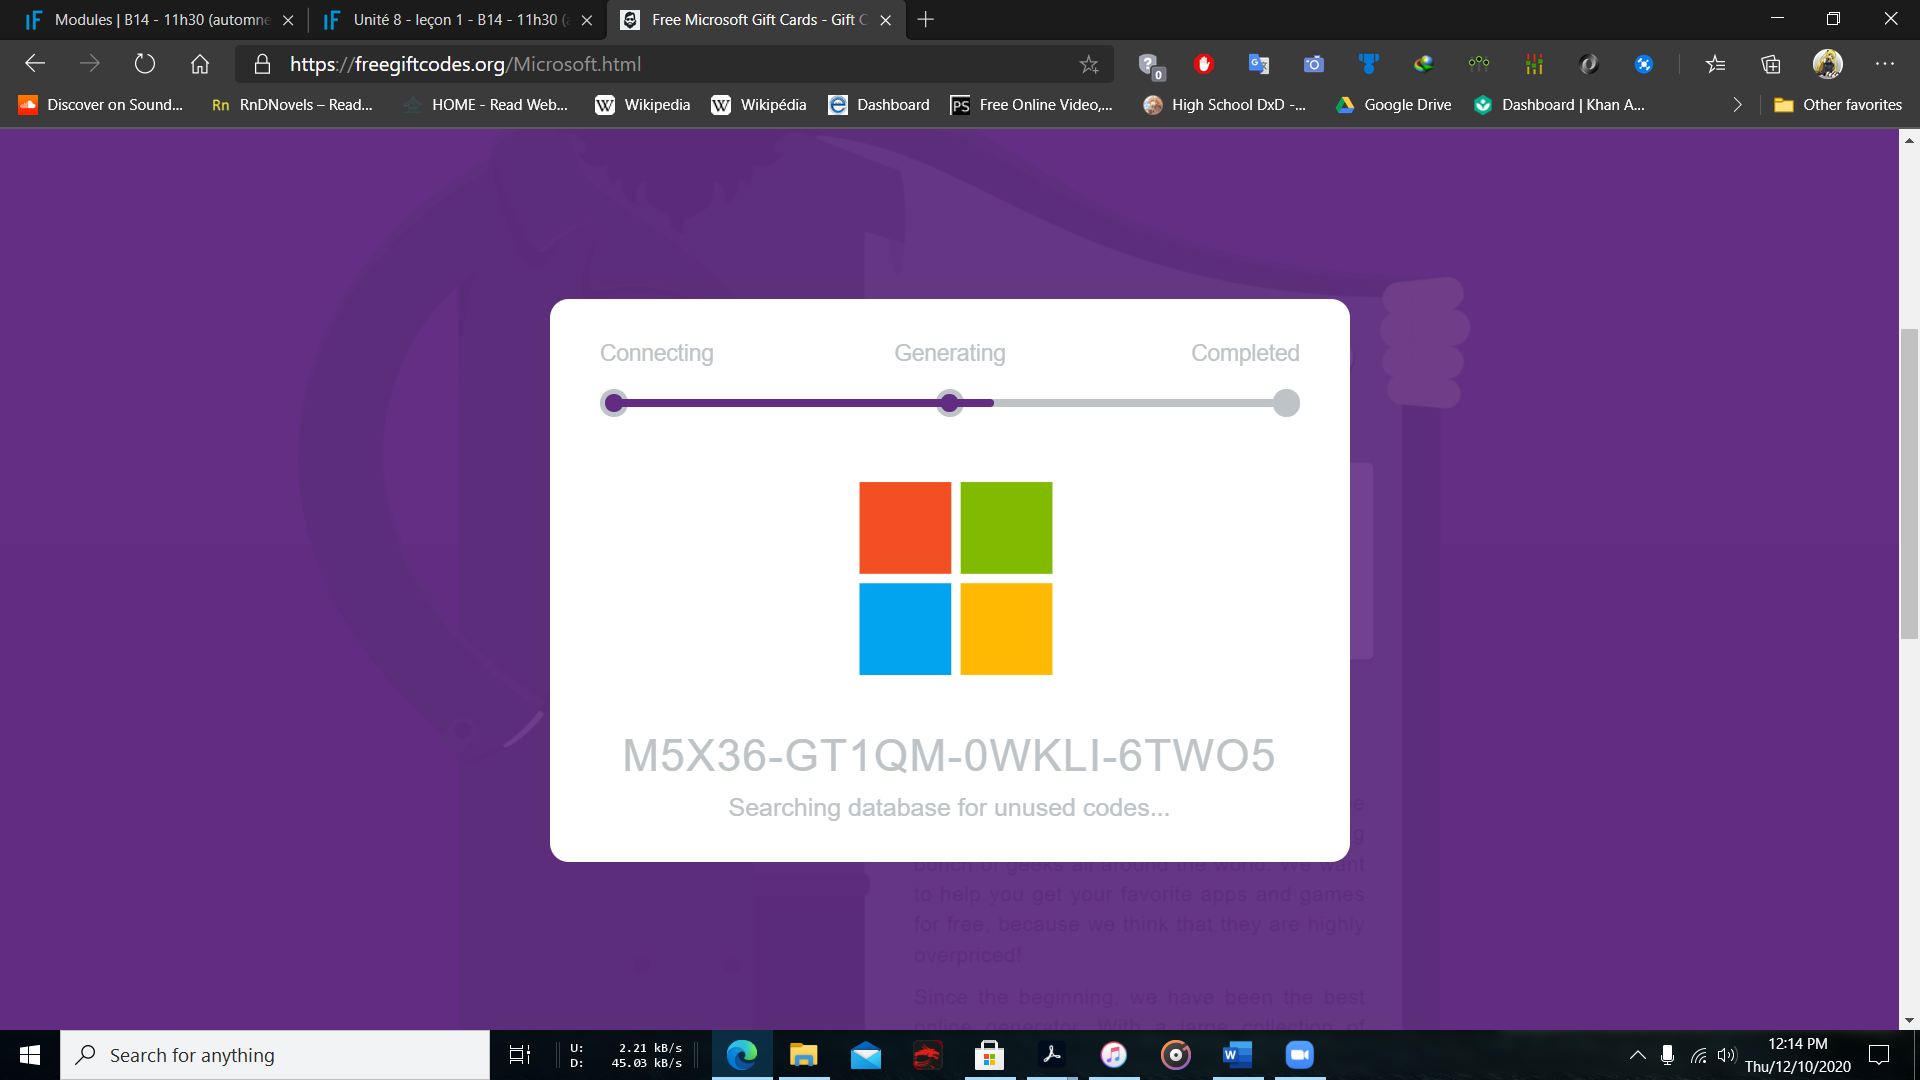 Modules | B14 - 11h30 (automne
Unité 8 - leçon 1 - B14 - 11h30 (a
Free Microsoft Gift Cards - Gift C
https://freegiftcodes.org/Microsoft.html
Discover on Sound...
Rn RnDNovels – Read...
HOME - Read Web...
W Wikipedia
W Wikipédia
Dashboard
PS Free Online Video,...
High School DxD -...
Google Drive
Dashboard | Khan A...
Other favorites
Connecting Generating Completed
M5X36-GT1QM-0WKLI-6TWO5
Searching database for unused codes...
bunch of geeks all around the world. We want
to help you get your favorite apps and games
for free, because we think that they are highly
overpriced!
Since the beginning, we have been the best
online generator. With a large collection of
Search for anything
U: 2.21 kB/s
D: 45.03 kB/s
12:14 PM
Thu/12/10/2020